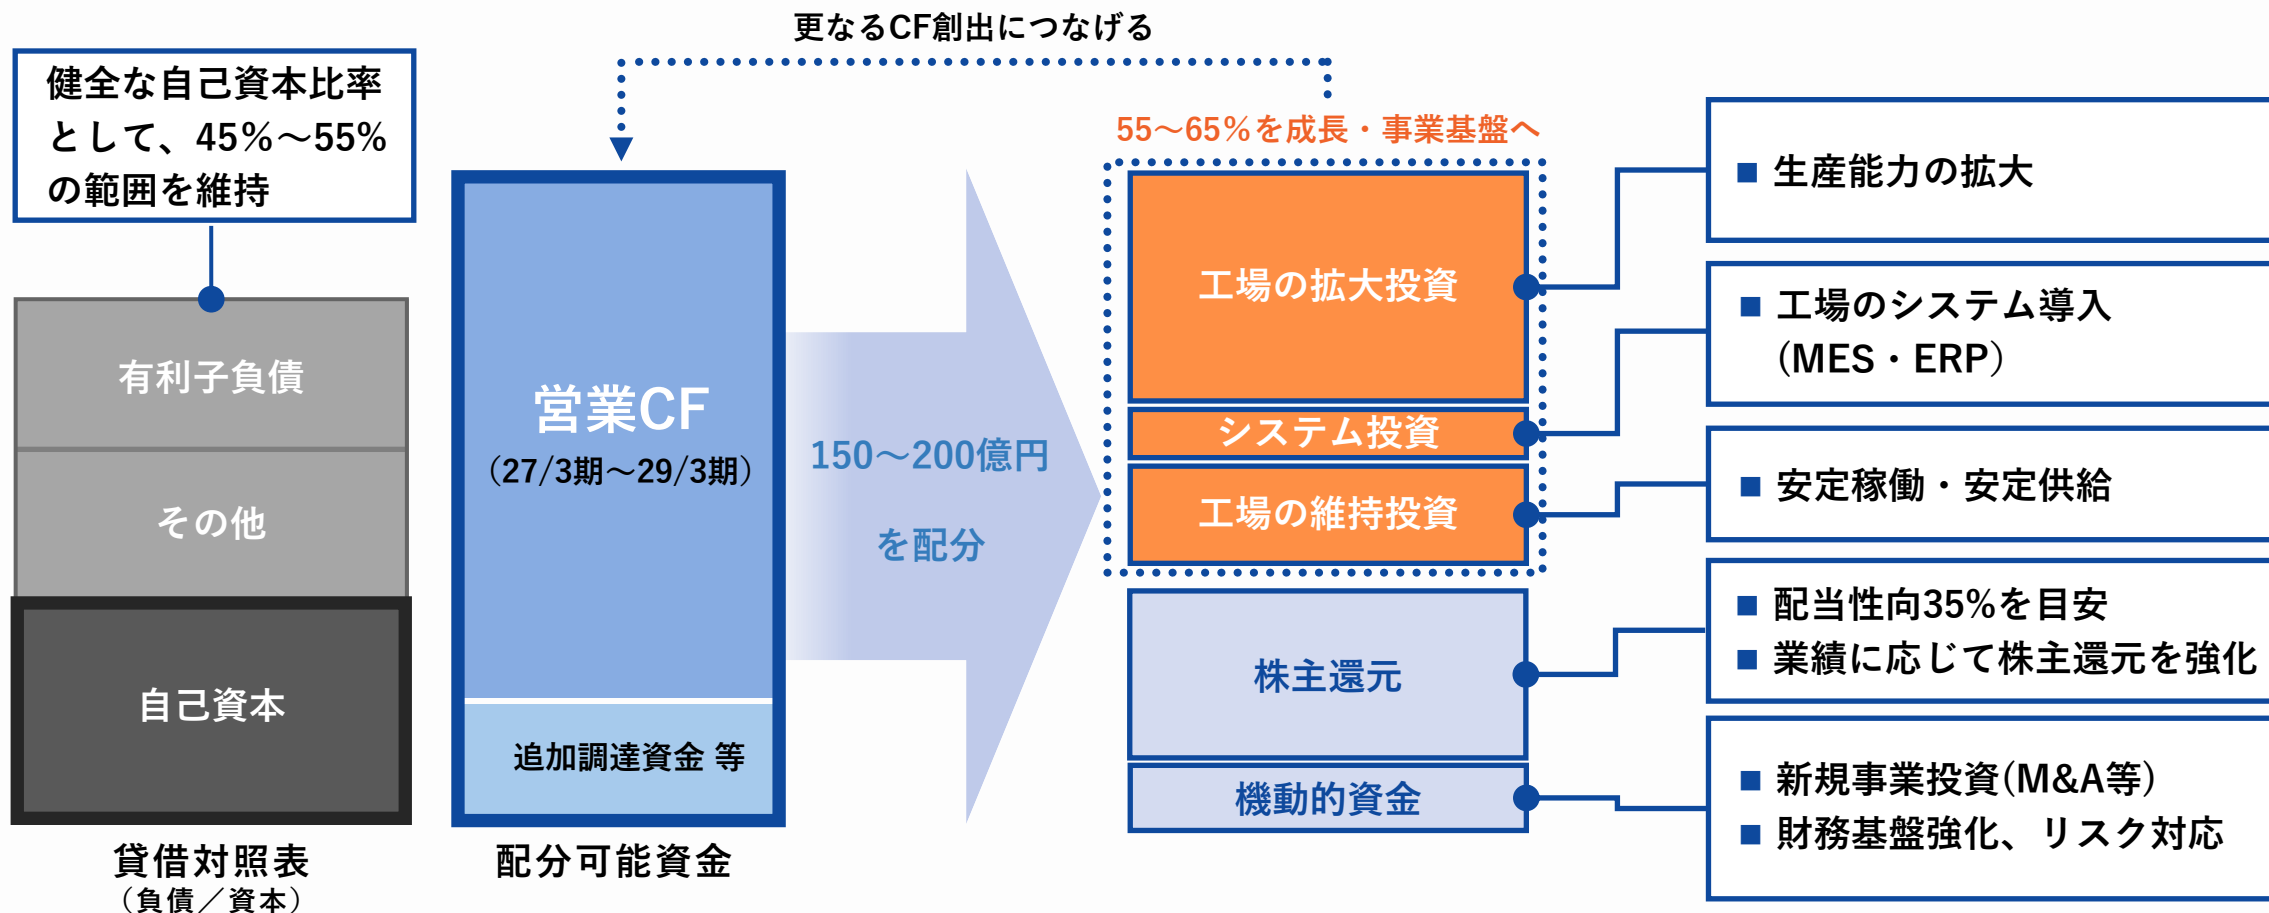 更なるCF創出につなげる
健全な自己資本比率
として、45%～55%
の範囲を維持
有利子負債
その他
自己資本
貸借対照表
（負債／資本）
営業CF
（27/3期～29/3期）
追加調達資金 等
配分可能資金
150～200億円
を配分
55～65%を成長・事業基盤へ
工場の拡大投資
システム投資
工場の維持投資
株主還元
機動的資金
■ 生産能力の拡大
■ 工場のシステム導入
(MES・ERP)
■ 安定稼働・安定供給
■ 配当性向35%を目安
■ 業績に応じて株主還元を強化
■ 新規事業投資(M&A等)
■ 財務基盤強化、リスク対応